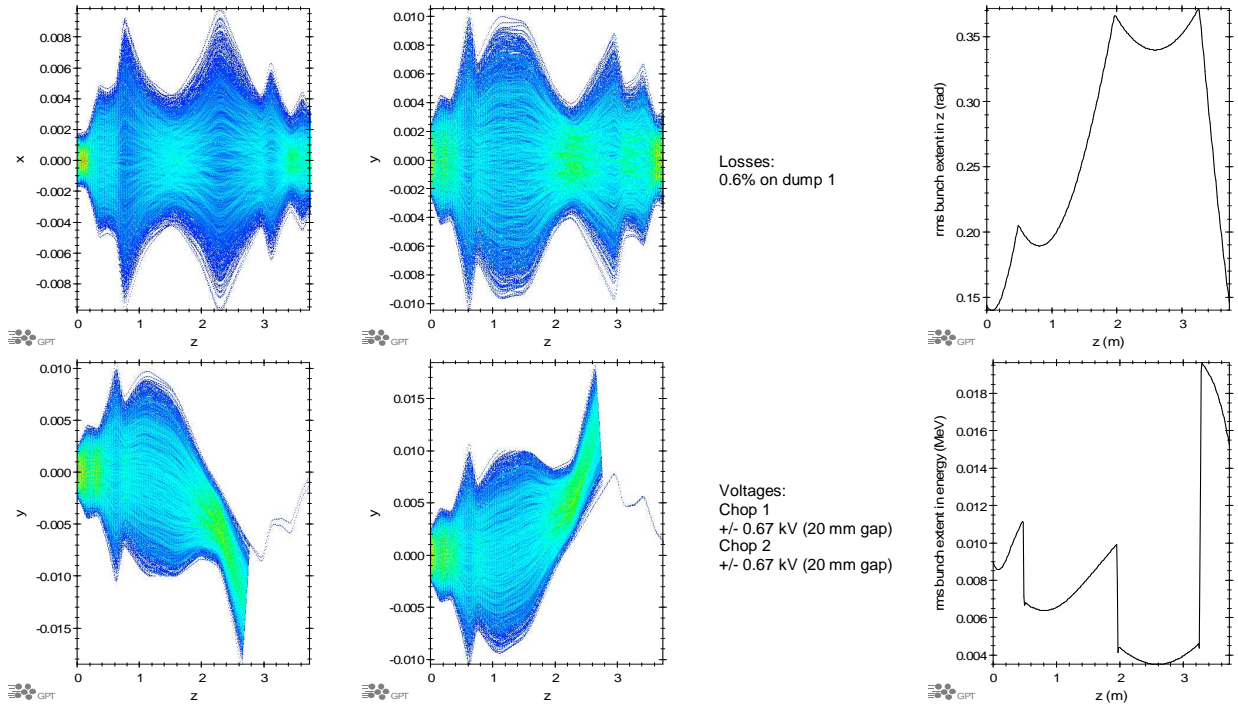 0.008
0.006
0.004
0.002
0.000
-0.002
-0.004
-0.006
-0.008
x
0 1 2 3
z
GPT
0.010
0.008
0.006
0.004
0.002
0.000
-0.002
-0.004
-0.006
-0.008
-0.010
y
0 1 2 3
z
GPT
Losses:
0.6% on dump 1
0.35
0.30
0.25
0.20
0.15
rms bunch extent in z (rad)
0 1 2 3
z (m)
GPT
0.010
0.005
0.000
-0.005
-0.010
-0.015
y
0 1 2 3
z
GPT
0.015
0.010
0.005
0.000
-0.005
-0.010
y
0 1 2 3
z
GPT
Voltages:
Chop 1
+/- 0.67 kV (20 mm gap)
Chop 2
+/- 0.67 kV (20 mm gap)
0.018
0.016
0.014
0.012
0.010
0.008
0.006
0.004
rms bunch extent in energy (MeV)
0 1 2 3
z (m)
GPT